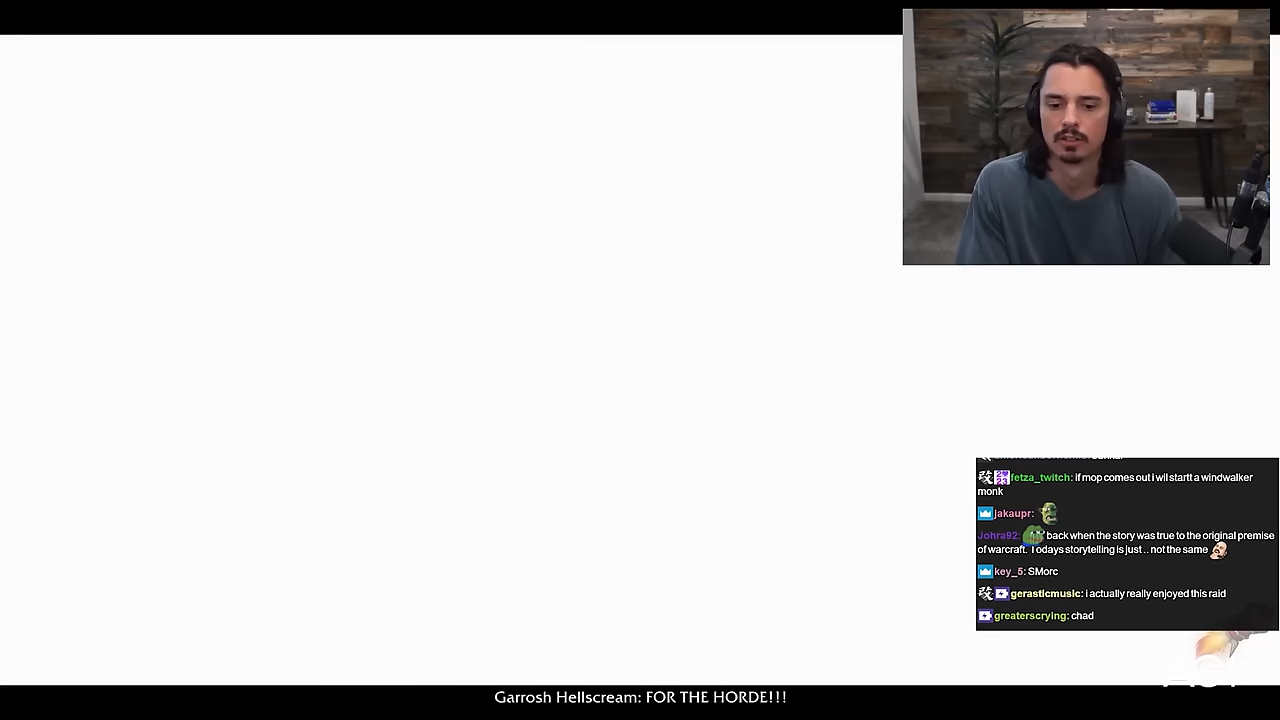 fetza_twitch: if mop comes out i wil startt a windwalker
monk
jakaupr:
Johra92: back when the story was true to the original premise
of warcraft. Todays storytelling is just .. not the same
key_5: SMorc
gerasticmusic: i actually really enjoyed this raid
greaterscrying: chad
Garrosh Hellscream: FOR THE HORDE!!!